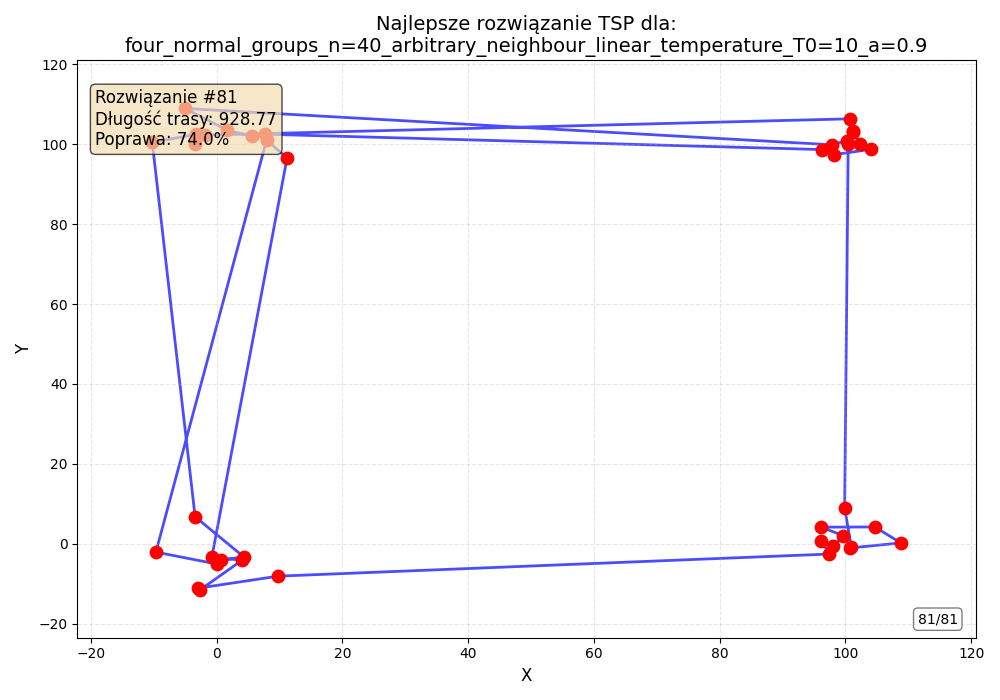 Najlepsze rozwiązanie TSP dla:
four_normal_groups_n=40_arbitrary_neighbour_linear_temperature_T0=10_a=0.9
Rozwiązanie #81
Długość trasy: 928.77
Poprawa: 74.0%
120
100
80
60
40
20
0
−20
Y
81/81
−20
0
20
40
60
80
100
120
X